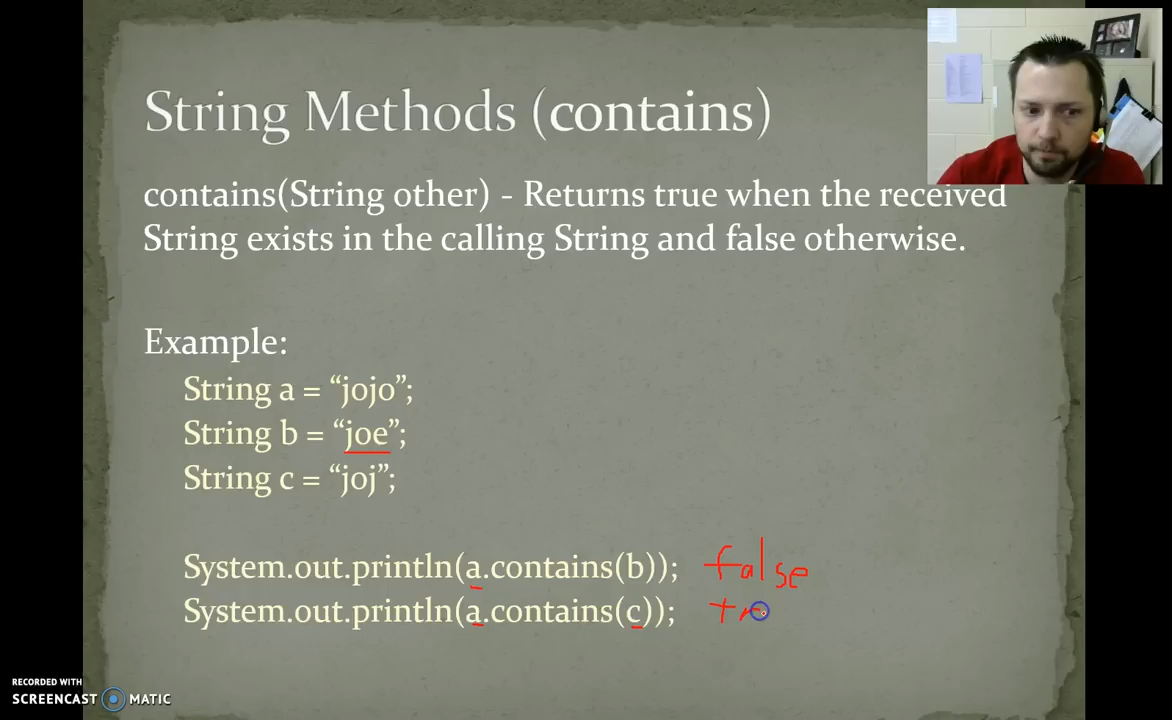 String Methods (contains)
contains(String other) - Returns true when the received
String exists in the calling String and false otherwise.
Example:
String a = “jojo”;
String b = “joe”;
String c = “joj”;
System.out.println(a.contains(b)); false
System.out.println(a.contains(c)); tr
RECORDED WITH
SCREENCAST MATIC